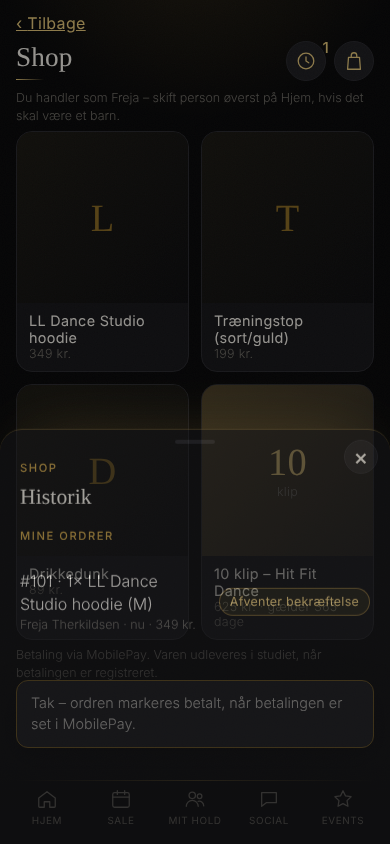 ‹ Tilbage
Shop
1
Du handler som Freja – skift person øverst på Hjem, hvis det
skal være et barn.
L
T
LL Dance Studio
hoodie
349 kr.
Træningstop
(sort/guld)
199 kr.
D
10
klip
SHOP
Historik
MINE ORDRER
Drikkedunk
89 kr.
10 klip – Hit Fit
Dance
dage
#101 · 1× LL Dance
Studio hoodie (M)
Afventer bekræftelse
Freja Therkildsen · nu · 349 kr.
Betaling via MobilePay. Varen udleveres i studiet, når
betalingen er registreret.
Tak – ordren markeres betalt, når betalingen er
set i MobilePay.
HJEM
SALE
MIT HOLD
SOCIAL
EVENTS